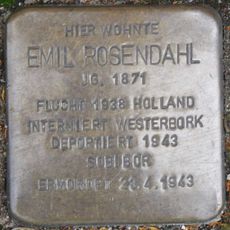 HIER WOHNTE
EMIL ROSENDAHL
JG. 1871
FLUCHT 1938 HOLLAND
INTERNIERT WESTERBORK
DEPORTIERT 1943
SOBIBOR
ERMORDET 23.4.1943